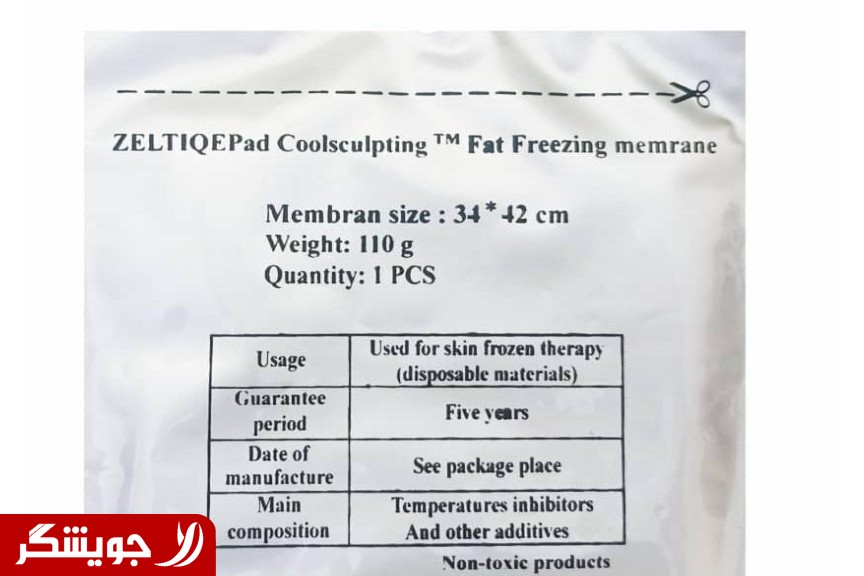 ZELTIQEPad Coolsculpting ™ Fat Freezing memrane
Membran size : 34*42 cm
Weight: 110 g
Quantity: 1 PCS
Usage
Used for skin frozen therapy
(disposable materials)
Guarantee
period
Five years
Date of
manufacture
See package place
Main
composition
Temperatures inhibitors
And other additives
Non-toxic products
جویشگر